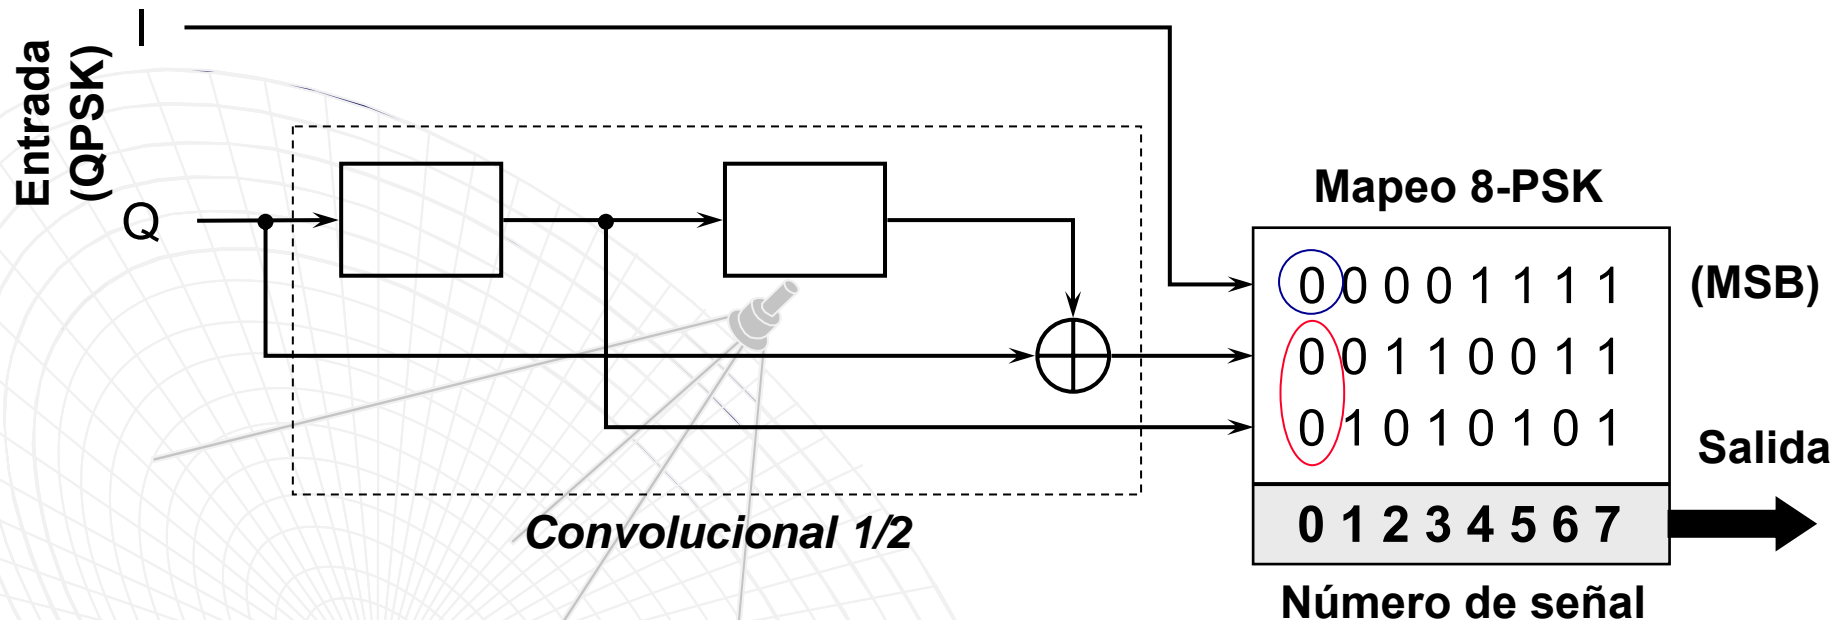 I
Entrada
(QPSK)
Q
Mapeo 8-PSK
0 0 0 0 1 1 1 1
(MSB)
0 0 1 1 0 0 1 1
0 1 0 1 0 1 0 1
Salida
0 1 2 3 4 5 6 7
Convolucional 1/2
Número de señal